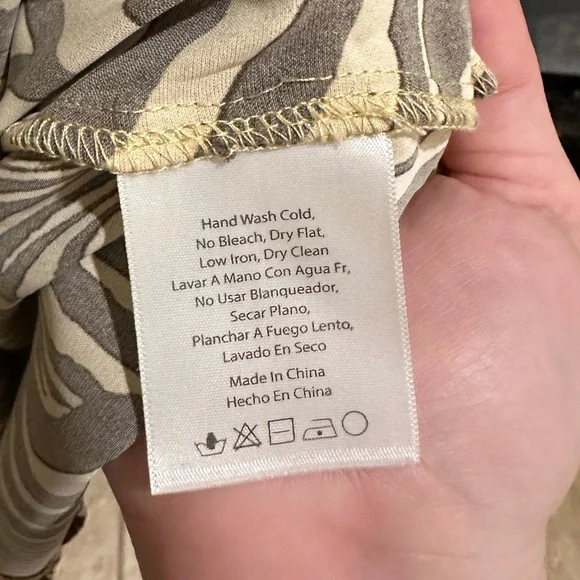 Hand Wash Cold,
No Bleach, Dry Flat,
Low Iron, Dry Clean
Lavar A Mano Con Agua Fr,
No Usar Blanqueador,
Secar Plano,
Planchar A Fuego Lento,
Lavado En Seco
Made In China
Hecho En China